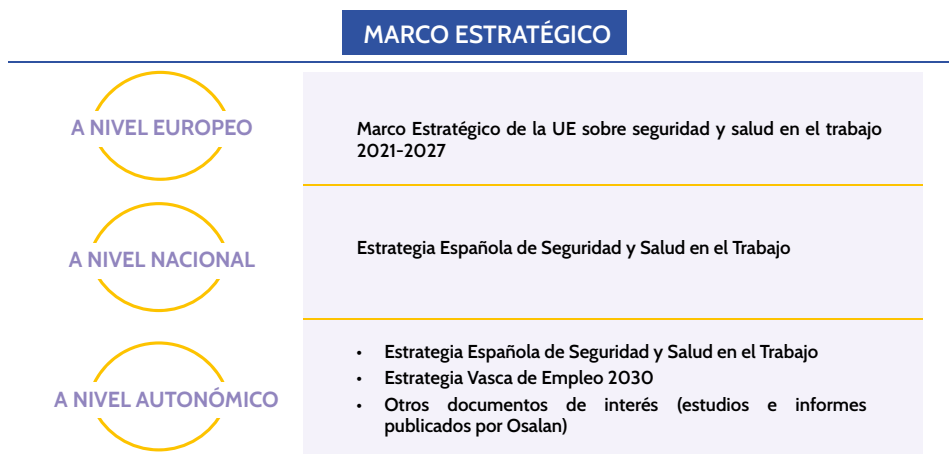 MARCO ESTRATÉGICO
A NIVEL EUROPEO
Marco Estratégico de la UE sobre seguridad y salud en el trabajo
2021-2027
A NIVEL NACIONAL
Estrategia Española de Seguridad y Salud en el Trabajo
A NIVEL AUTONÓMICO
• Estrategia Española de Seguridad y Salud en el Trabajo
• Estrategia Vasca de Empleo 2030
• Otros documentos de interés (estudios e informes
publicados por Osalan)